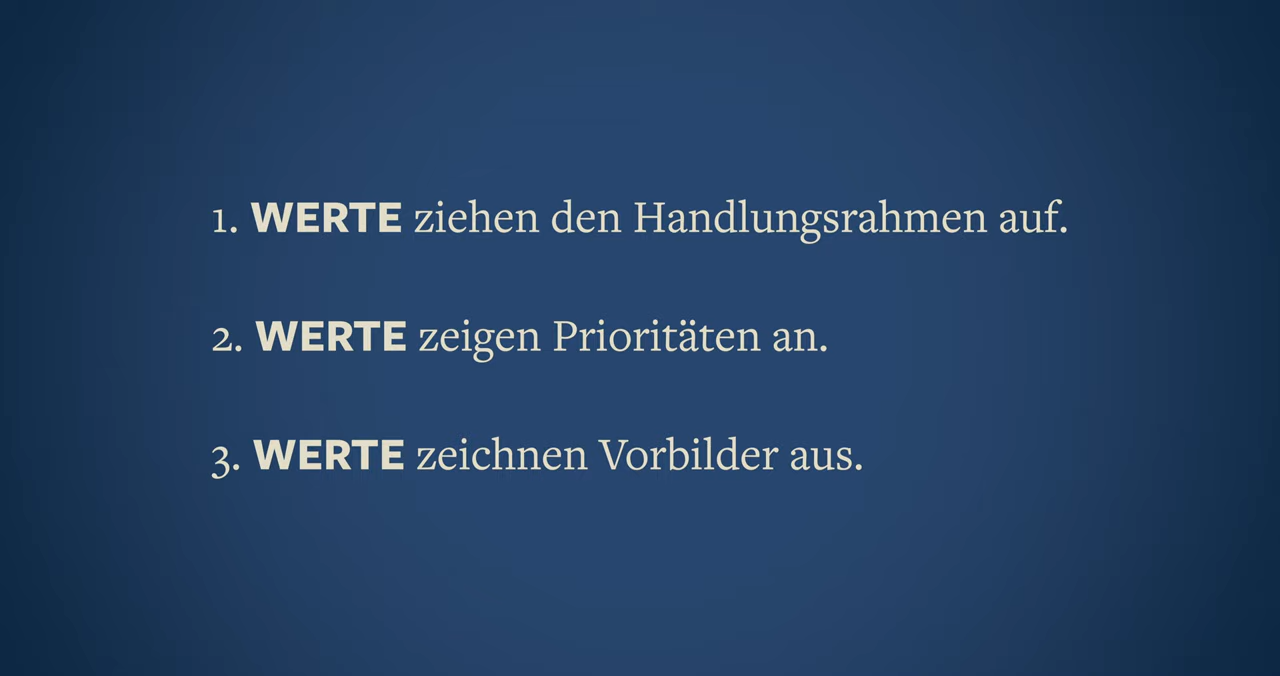 1. WERTE ziehen den Handlungsrahmen auf.
2. WERTE zeigen Prioritäten an.
3. WERTE zeichnen Vorbilder aus.